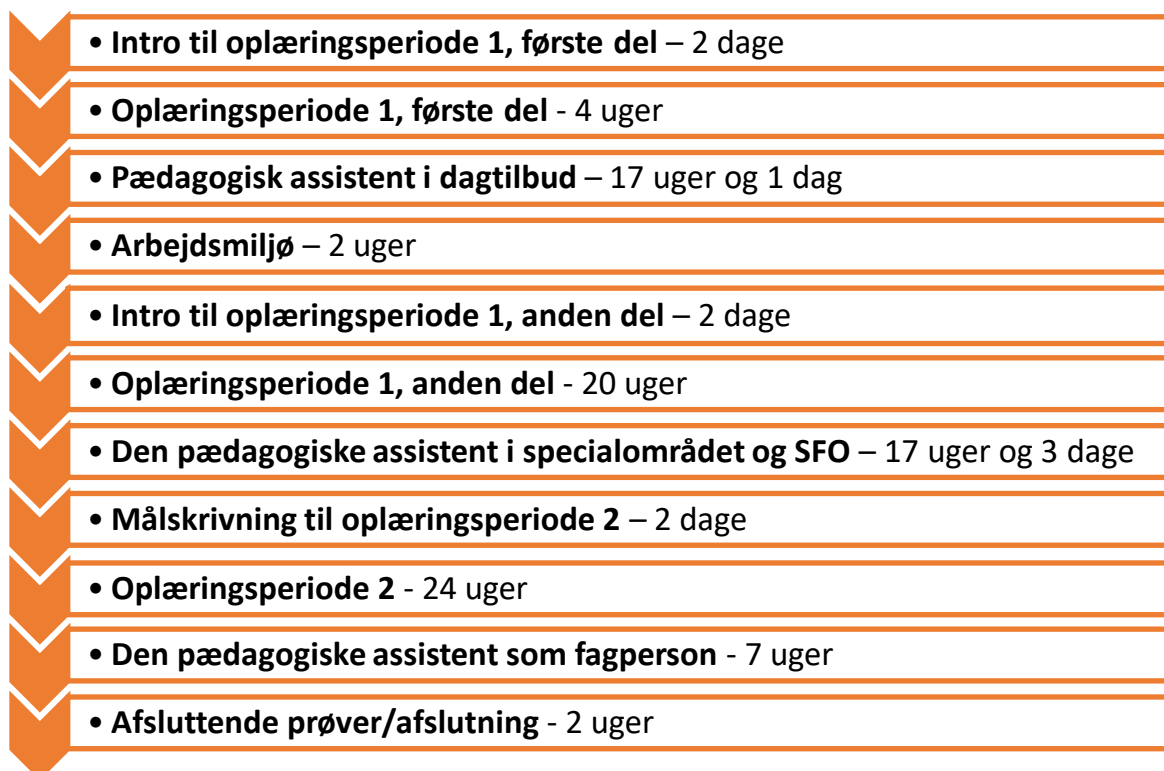 • Intro til oplæringsperiode 1, første del – 2 dage
• Oplæringsperiode 1, første del - 4 uger
• Pædagogisk assistent i dagtilbud – 17 uger og 1 dag
• Arbejdsmiljø – 2 uger
• Intro til oplæringsperiode 1, anden del – 2 dage
• Oplæringsperiode 1, anden del - 20 uger
• Den pædagogiske assistent i specialområdet og SFO – 17 uger og 3 dage
• Målskrivning til oplæringsperiode 2 – 2 dage
• Oplæringsperiode 2 - 24 uger
• Den pædagogiske assistent som fagperson - 7 uger
• Afsluttende prøver/afslutning - 2 uger